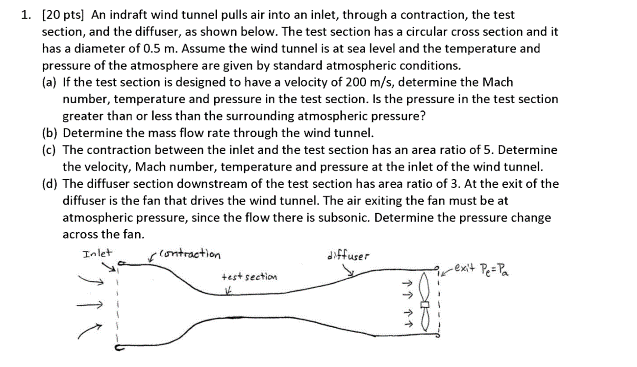 1. [20 pts] An indraft wind tunnel pulls air into an inlet, through a contraction, the test
section, and the diffuser, as shown below. The test section has a circular cross section and it
has a diameter of 0.5 m. Assume the wind tunnel is at sea level and the temperature and
pressure of the atmosphere are given by standard atmospheric conditions.
(a) If the test section is designed to have a velocity of 200 m/s, determine the Mach
number, temperature and pressure in the test section. Is the pressure in the test section
greater than or less than the surrounding atmospheric pressure?
(b) Determine the mass flow rate through the wind tunnel.
(c) The contraction between the inlet and the test section has an area ratio of 5. Determine
the velocity, Mach number, temperature and pressure at the inlet of the wind tunnel.
(d) The diffuser section downstream of the test section has area ratio of 3. At the exit of the
diffuser is the fan that drives the wind tunnel. The air exiting the fan must be at
atmospheric pressure, since the flow there is subsonic. Determine the pressure change
across the fan.
Inlet
contraction
test section
diffuser
exit Pe=Pa